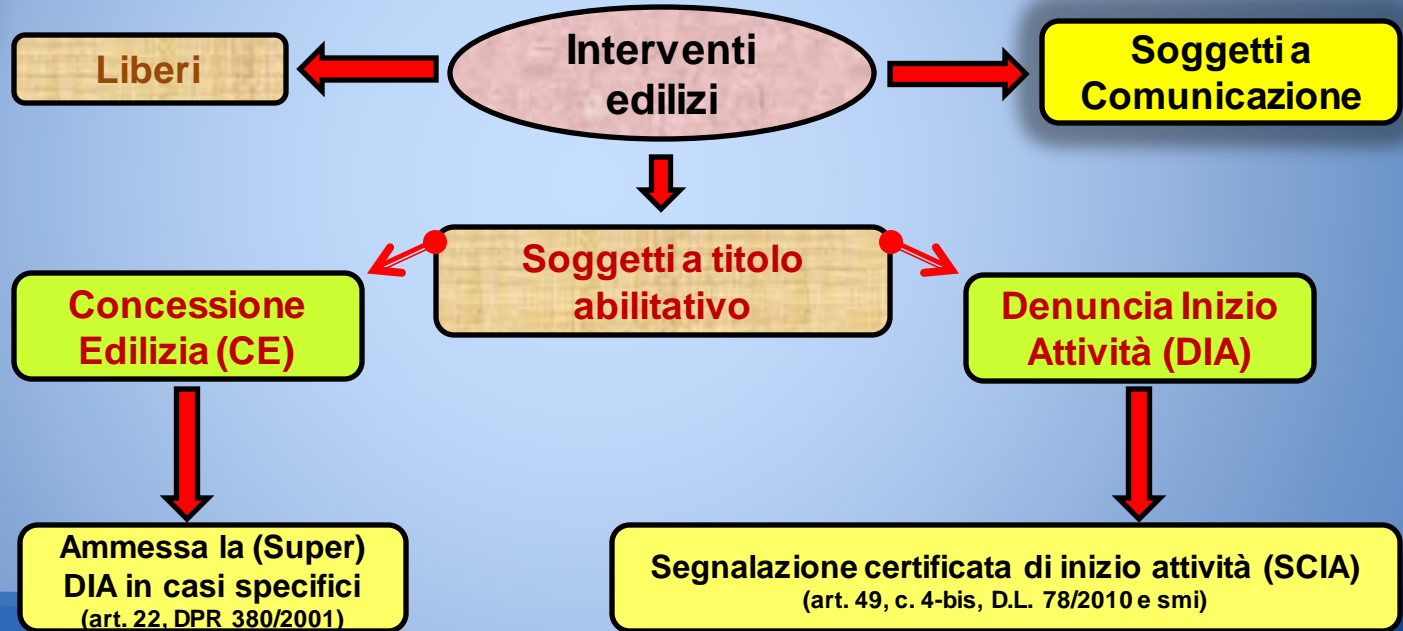 Liberi
Interventi
edilizi
Soggetti a
Comunicazione
Soggetti a titolo
abilitativo
Concessione
Edilizia (CE)
Denuncia Inizio
Attività (DIA)
Ammessa la (Super)
DIA in casi specifici
(art. 22, DPR 380/2001)
Segnalazione certificata di inizio attività (SCIA)
(art. 49, c. 4-bis, D.L. 78/2010 e smi)